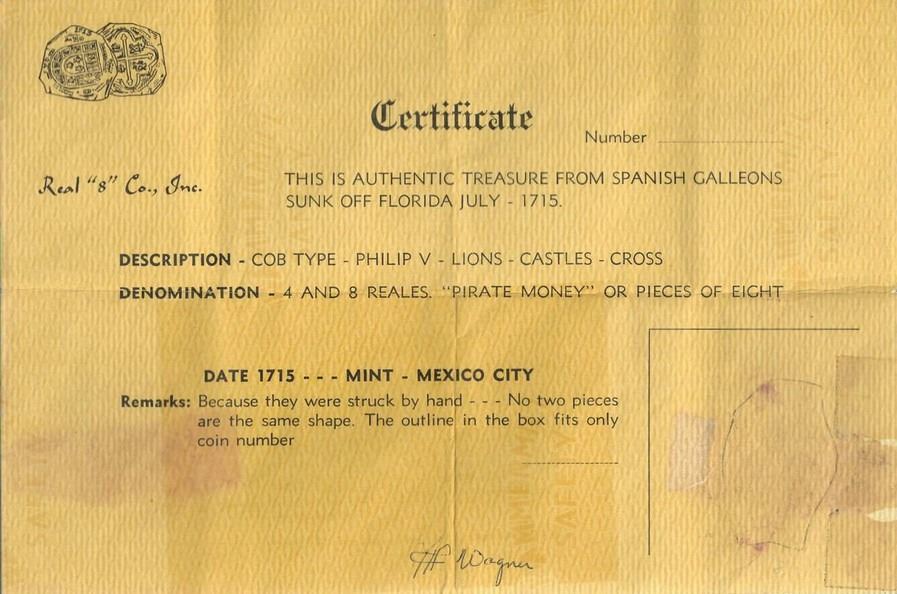 Certificate
Number
Real "8" Co., Inc.
THIS IS AUTHENTIC TREASURE FROM SPANISH GALLEONS
SUNK OFF FLORIDA JULY - 1715.
DESCRIPTION - COB TYPE - PHILIP V - LIONS - CASTLES - CROSS
DENOMINATION - 4 AND 8 REALES. "PIRATE MONEY" OR PIECES OF EIGHT
DATE 1715 - - - MINT - MEXICO CITY
Remarks: Because they were struck by hand - - - No two pieces
are the same shape. The outline in the box fits only
coin number
Wagner